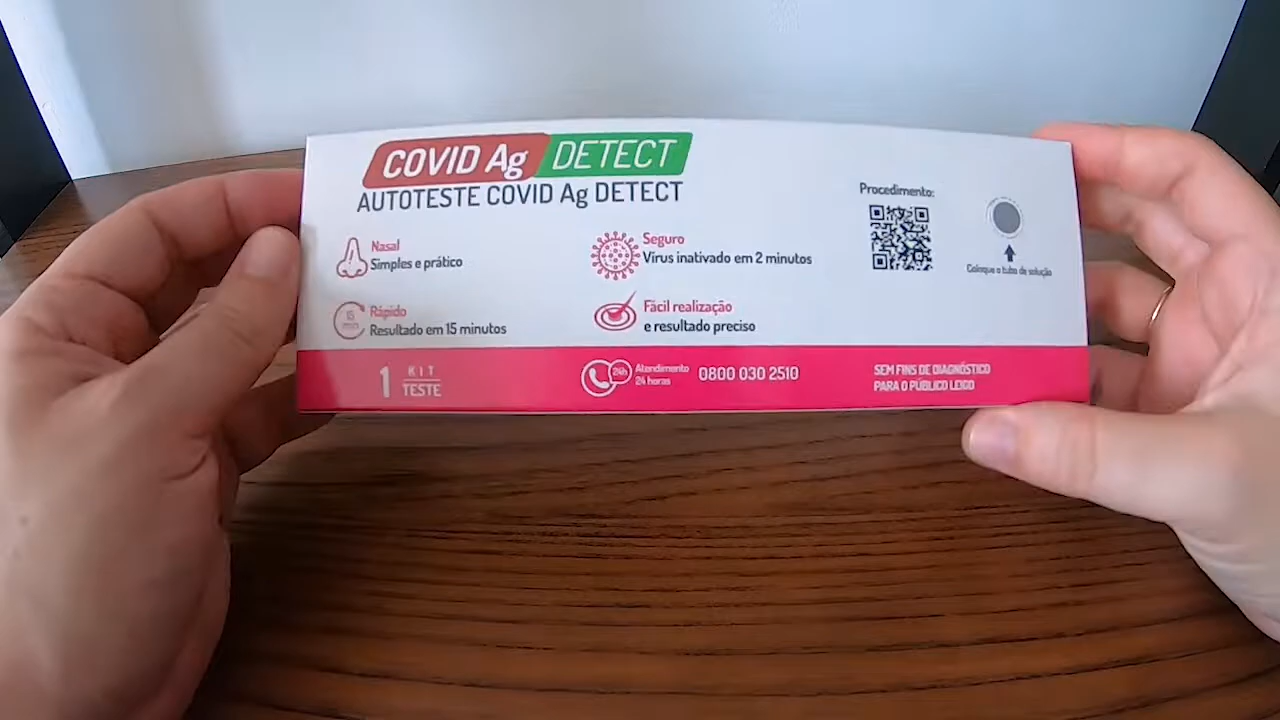 COVID Ag DETECT
AUTOTESTE COVID Ag DETECT
Nasal
Simples e prático
Rápido
Resultado em 15 minutos
Seguro
Vírus inativado em 2 minutos
Fácil realização
e resultado preciso
Procedimento:
Coloque o tubo de solução
1 KIT
TESTE
24h
Atendimento
24 horas
0800 030 2510
SEM FINS DE DIAGNÓSTICO
PARA O PÚBLICO LEIGO